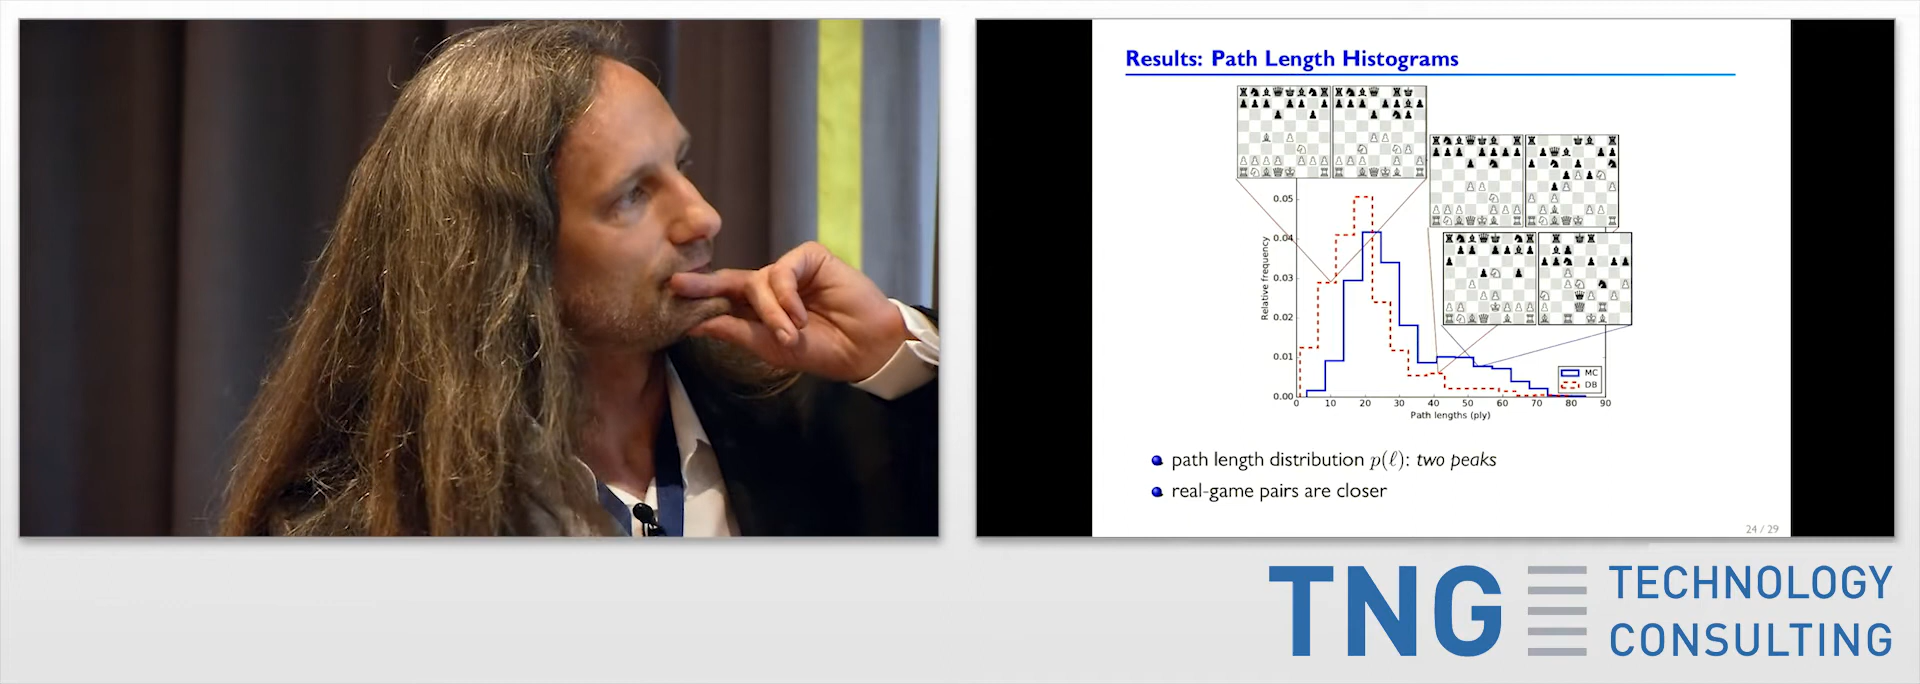 Results: Path Length Histograms
0.05
0.04
0.03
0.02
0.01
0.00
Relative frequency
0 10 20 30 40 50 60 70 80 90
Path lengths (ply)
MC
DB
path length distribution p(ℓ): two peaks
real-game pairs are closer
24 / 29
TNG TECHNOLOGY
CONSULTING